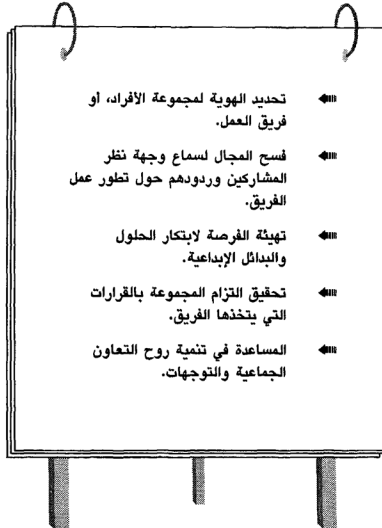 تحديد الهوية لمجموعة الأفراد، أو
فريق العمل.
فسح المجال لسماع وجهة نظر
المشاركين وردودهم حول تطور عمل
الفريق.
تهيئة الفرصة لابتكار الحلول
والبدائل الإبداعية.
تحقيق التزام المجموعة بالقرارات
التي يتخذها الفريق.
المساعدة في تنمية روح التعاون
الجماعية والتوجهات.